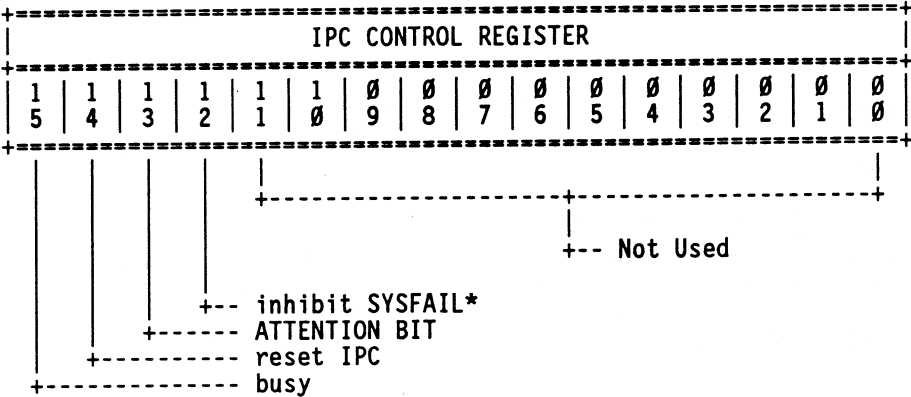 IPC CONTROL REGISTER
1 1 1 1 1 1 Ø Ø Ø Ø Ø Ø Ø Ø Ø Ø
5 4 3 2 1 Ø 9 8 7 6 5 4 3 2 1 Ø
Not Used
inhibit SYSFAIL*
ATTENTION BIT
reset IPC
busy